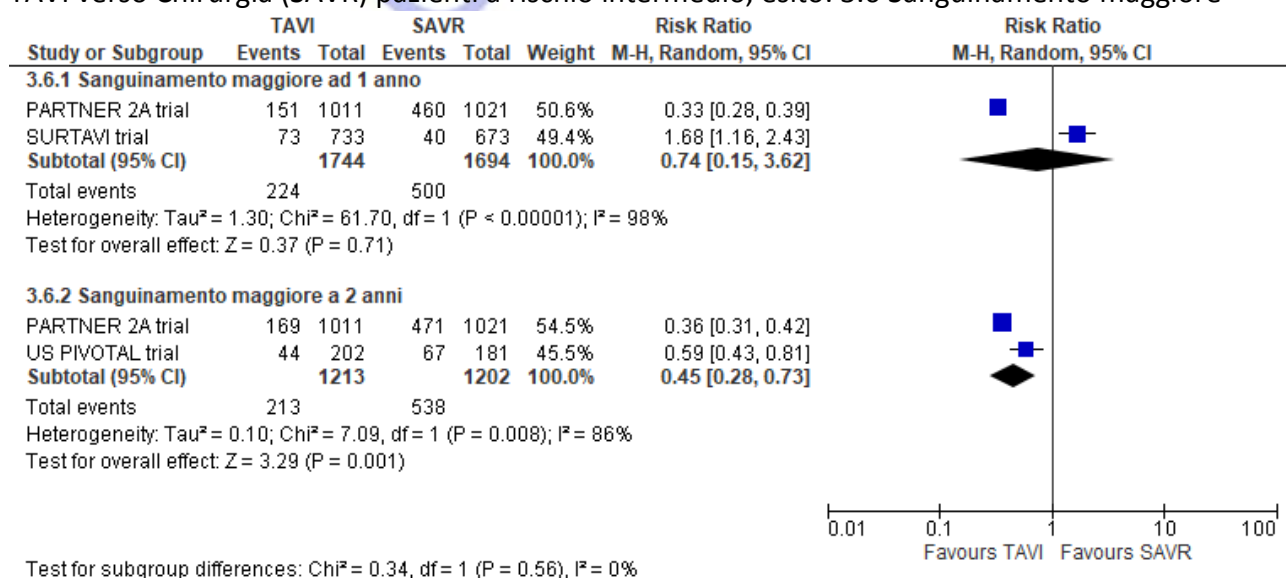 TAVI verso Chirurgia (SAVR) pazienti a rischio intermedio, esito: 3.6 Sanguinamento maggiore
TAVI SAVR Risk Ratio Risk Ratio
Study or Subgroup Events Total Events Total Weight M-H, Random, 95% CI M-H, Random, 95% CI
3.6.1 Sanguinamento maggiore ad 1 anno
PARTNER 2A trial 151 1011 460 1021 50.6% 0.33 [0.28, 0.39]
SURTAVI trial 73 733 40 673 49.4% 1.68 [1.16, 2.43]
Subtotal (95% CI) 1744 1694 100.0% 0.74 [0.15, 3.62]
Total events 224 500
Heterogeneity: Tau² = 1.30; Chi² = 61.70, df = 1 (P < 0.00001); I² = 98%
Test for overall effect: Z = 0.37 (P = 0.71)
3.6.2 Sanguinamento maggiore a 2 anni
PARTNER 2A trial 169 1011 471 1021 54.5% 0.36 [0.31, 0.42]
US PIVOTAL trial 44 202 67 181 45.5% 0.59 [0.43, 0.81]
Subtotal (95% CI) 1213 1202 100.0% 0.45 [0.28, 0.73]
Total events 213 538
Heterogeneity: Tau² = 0.10; Chi² = 7.09, df = 1 (P = 0.008); I² = 86%
Test for overall effect: Z = 3.29 (P = 0.001)
0.01 0.1 1 10 100
Favours TAVI Favours SAVR
Test for subgroup differences: Chi² = 0.34, df = 1 (P = 0.56), I² = 0%